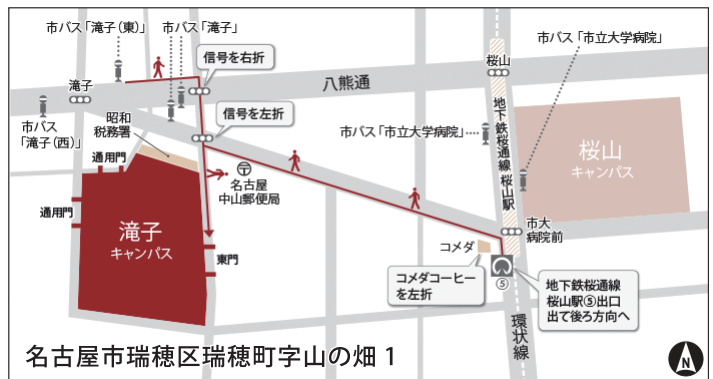 市バス「滝子(東)」
市バス「滝子」
信号を右折
滝子
八熊通
桜山
市バス「市立大学病院」
市バス
「滝子(西)」
昭和
税務署
信号を左折
市バス「市立大学病院」
地下鉄桜通線 桜山駅
桜山
キャンパス
通用門
通用門
名古屋
中山郵便局
滝子
キャンパス
東門
コメダ
市大
病院前
コメダコーヒー
を左折
⑤
地下鉄桜通線
桜山駅⑤出口
出て後ろ方向へ
環状線
名古屋市瑞穂区瑞穂町字山の畑 1
N